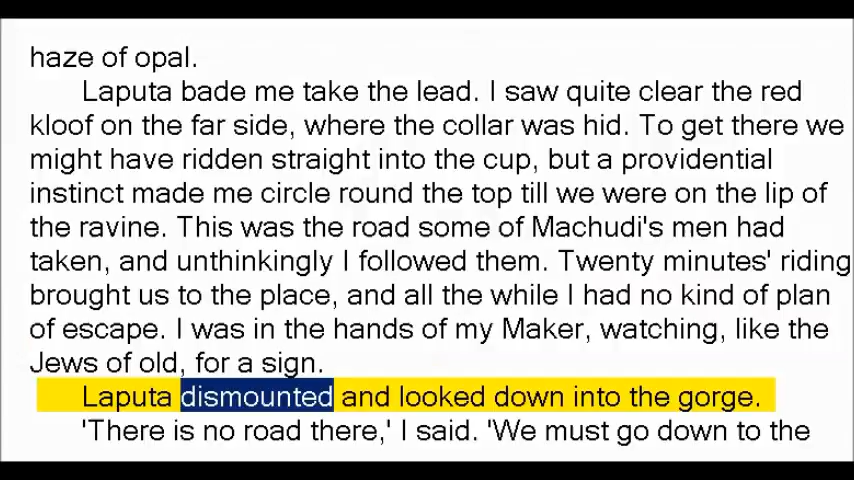 haze of opal.
Laputa bade me take the lead. I saw quite clear the red
kloof on the far side, where the collar was hid. To get there we
might have ridden straight into the cup, but a providential
instinct made me circle round the top till we were on the lip of
the ravine. This was the road some of Machudi's men had
taken, and unthinkingly I followed them. Twenty minutes' riding
brought us to the place, and all the while I had no kind of plan
of escape. I was in the hands of my Maker, watching, like the
Jews of old, for a sign.
Laputa dismounted and looked down into the gorge.
'There is no road there,' I said. 'We must go down to the